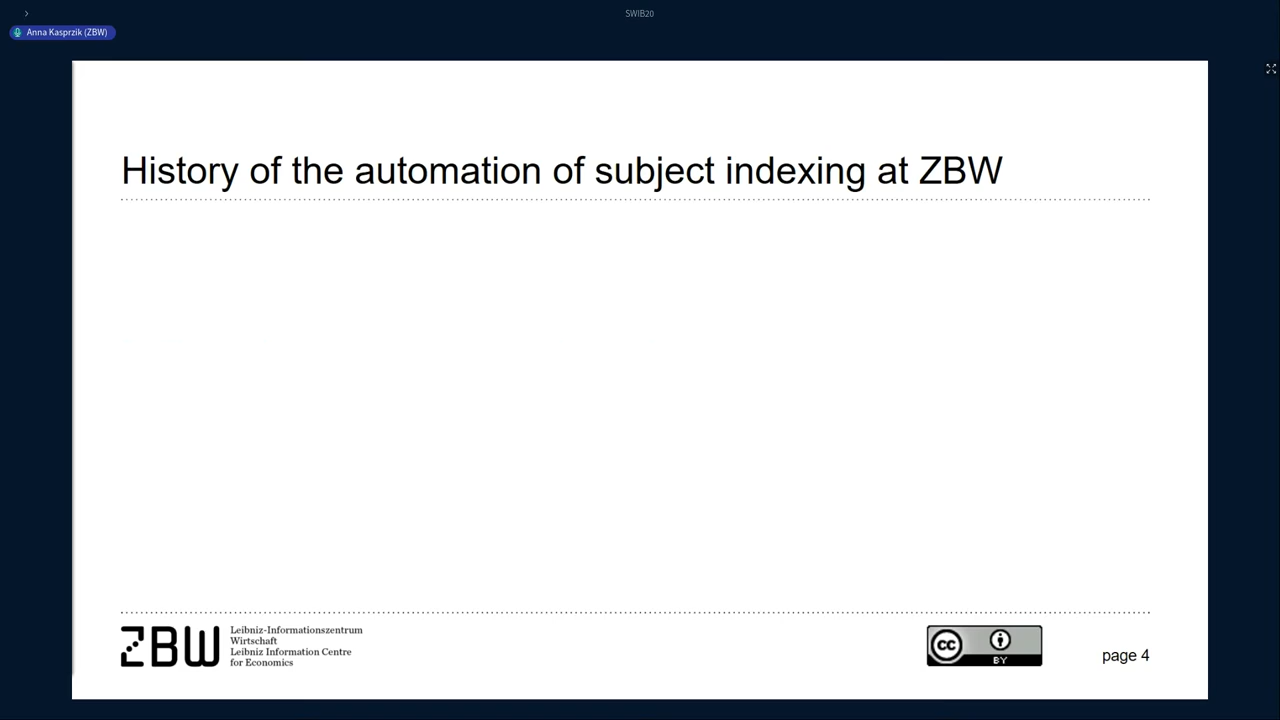 SWIB20
Anna Kasprzik (ZBW)
History of the automation of subject indexing at ZBW
ZBW
Leibniz-Informationszentrum
Wirtschaft
Leibniz Information Centre
for Economics
cc
BY
page 4